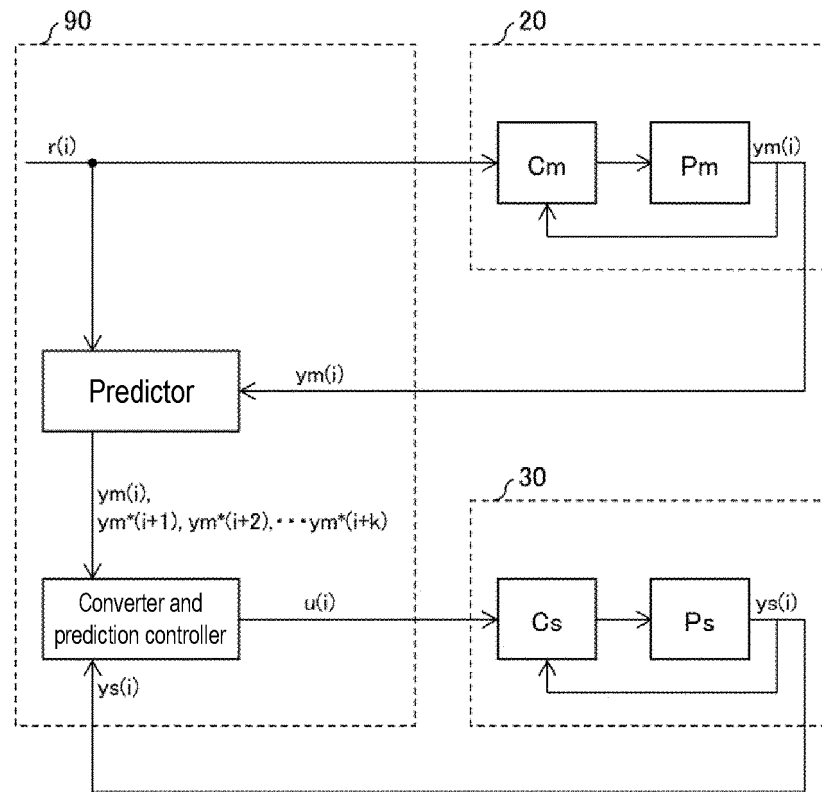 90
20
r(i)
Cm
Pm
ym(i)
Predictor
ym(i)
ym(i),
ym*(i+1), ym*(i+2),･･･ym*(i+k)
30
Converter and
prediction controller
u(i)
Cs
Ps
ys(i)
ys(i)